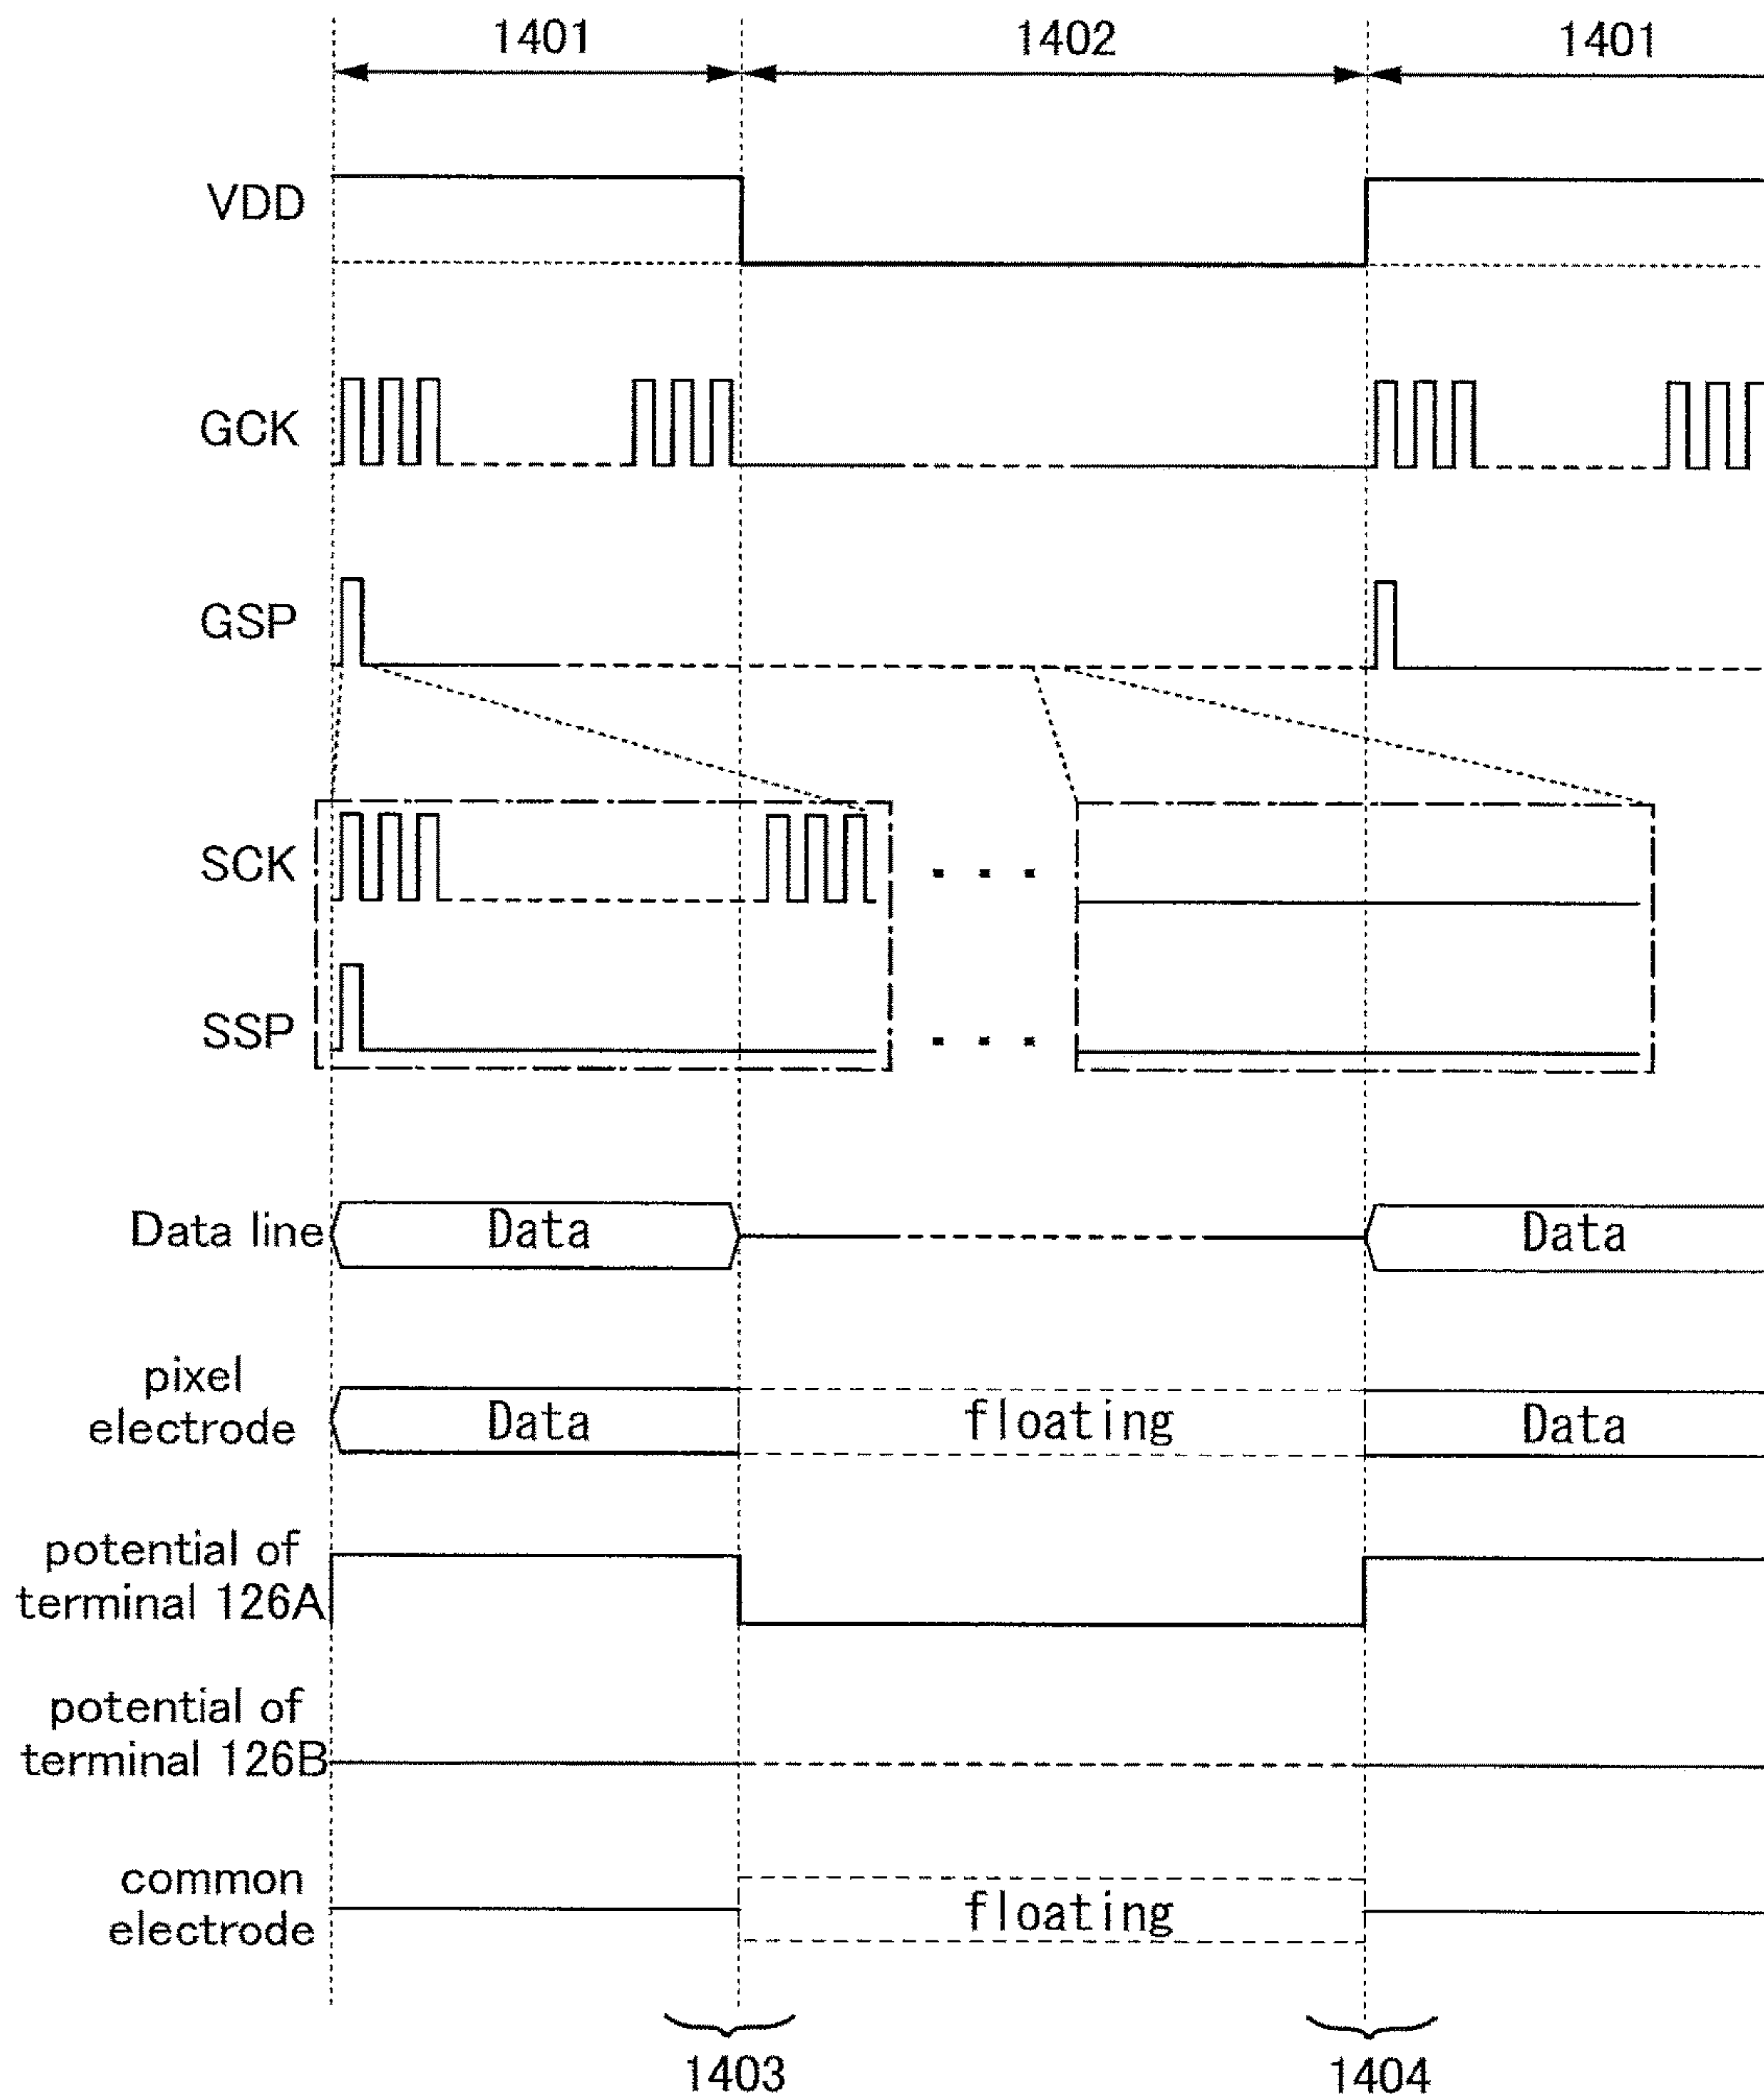 1401 1402 1401
VDD
GCK
GSP
SCK
SSP
Data line Data Data
pixel
electrode Data floating Data
potential of
terminal 126A
potential of
terminal 126B
common
electrode floating
1403 1404